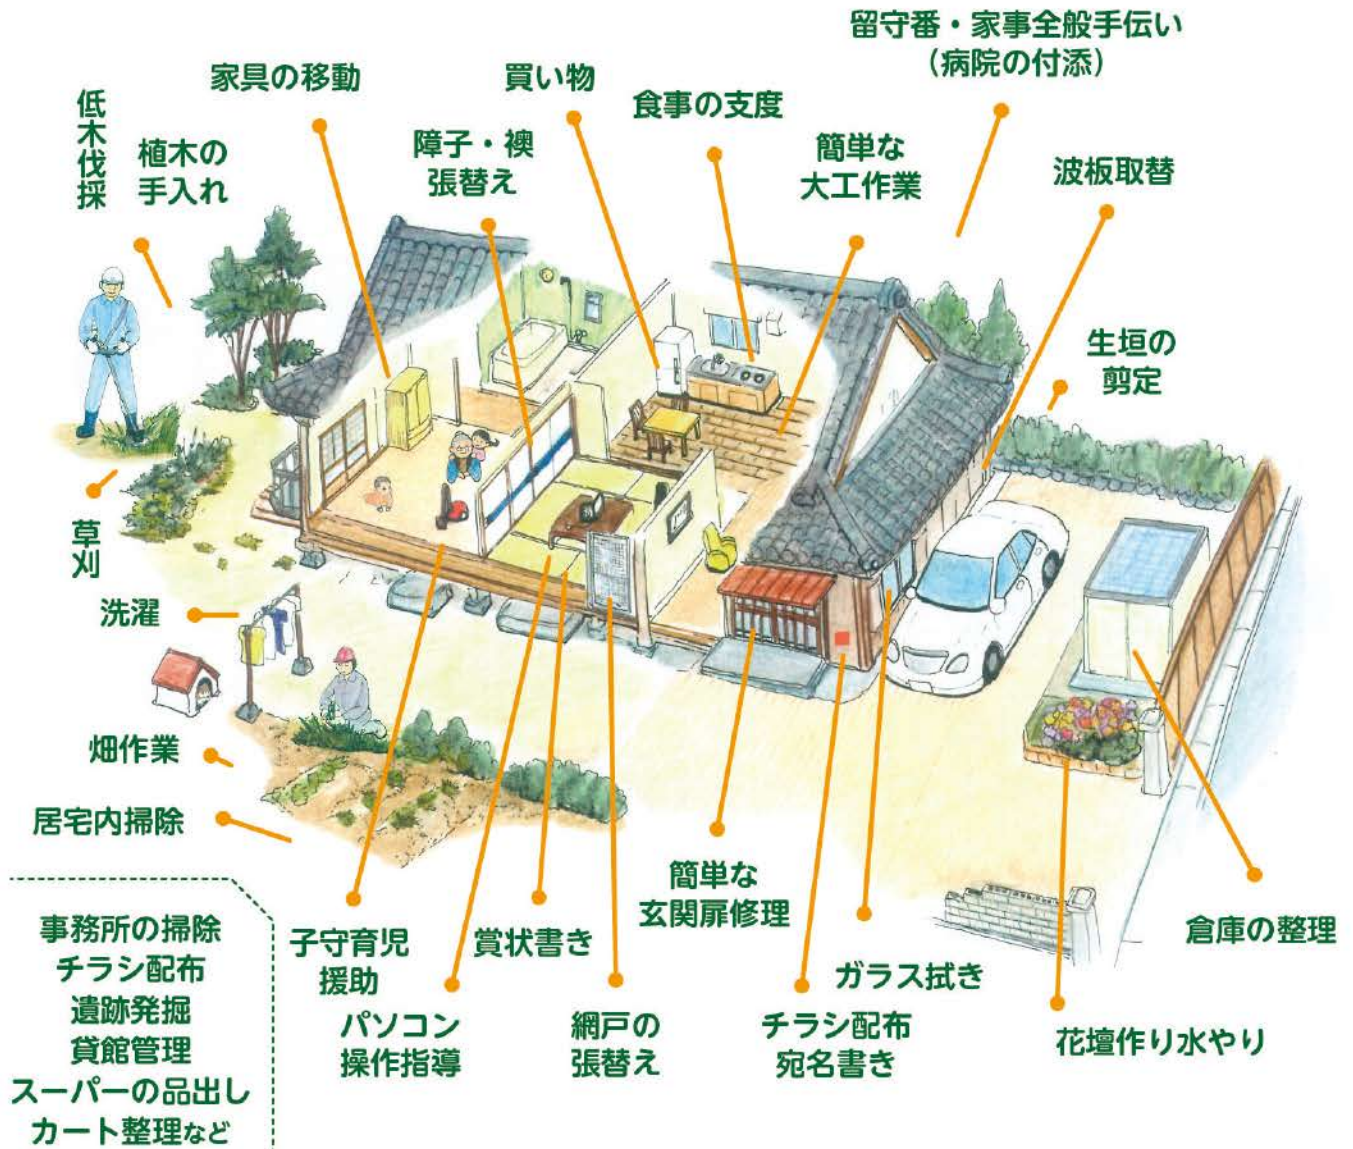 留守番・家事全般手伝い
（病院の付添）
家具の移動
買い物
食事の支度
低木伐採
植木の
手入れ
障子・襖
張替え
簡単な
大工作業
波板取替
生垣の
剪定
草刈
洗濯
畑作業
居宅内掃除
簡単な
玄関扉修理
倉庫の整理
子守育児
援助
賞状書き
ガラス拭き
パソコン
操作指導
網戸の
張替え
チラシ配布
宛名書き
花壇作り水やり
事務所の掃除
チラシ配布
遺跡発掘
貸館管理
スーパーの品出し
カート整理など